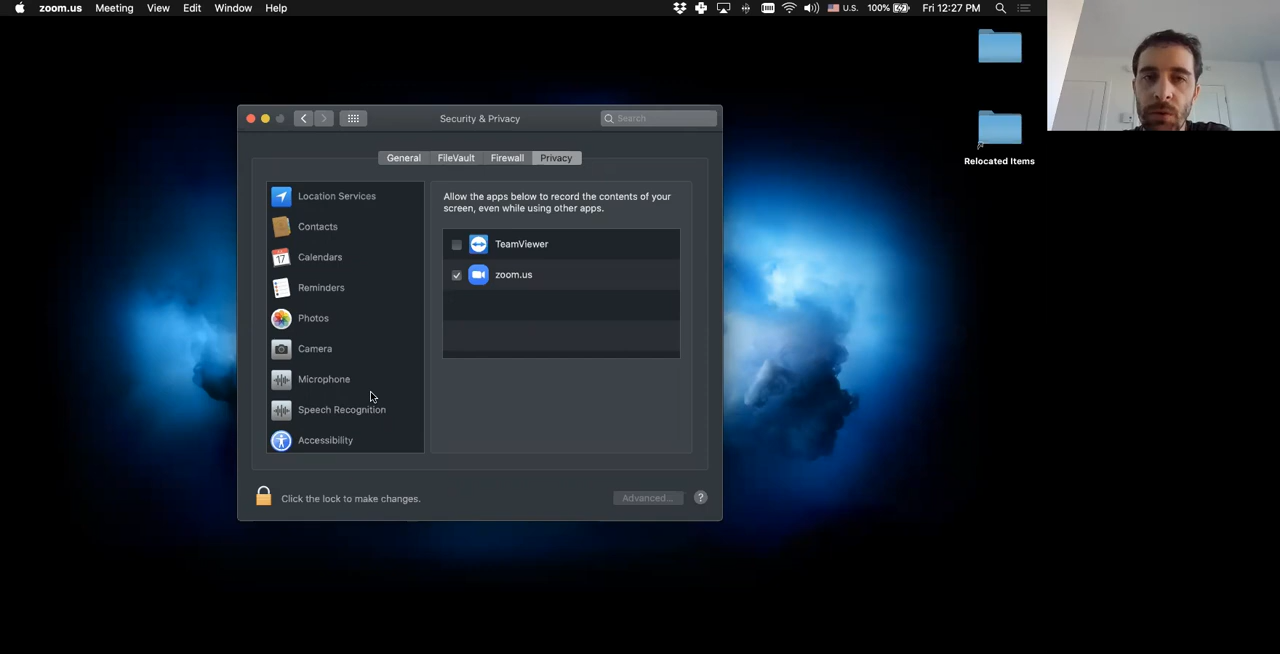 zoom.us Meeting View Edit Window Help U.S. 100% Fri 12:27 PM
Relocated Items
Security & Privacy Search
General FileVault Firewall Privacy
Location Services
Contacts
17 Calendars
Reminders
Photos
Camera
Microphone
Speech Recognition
Accessibility
Allow the apps below to record the contents of your
screen, even while using other apps.
TeamViewer
zoom.us
Click the lock to make changes.
Advanced... ?